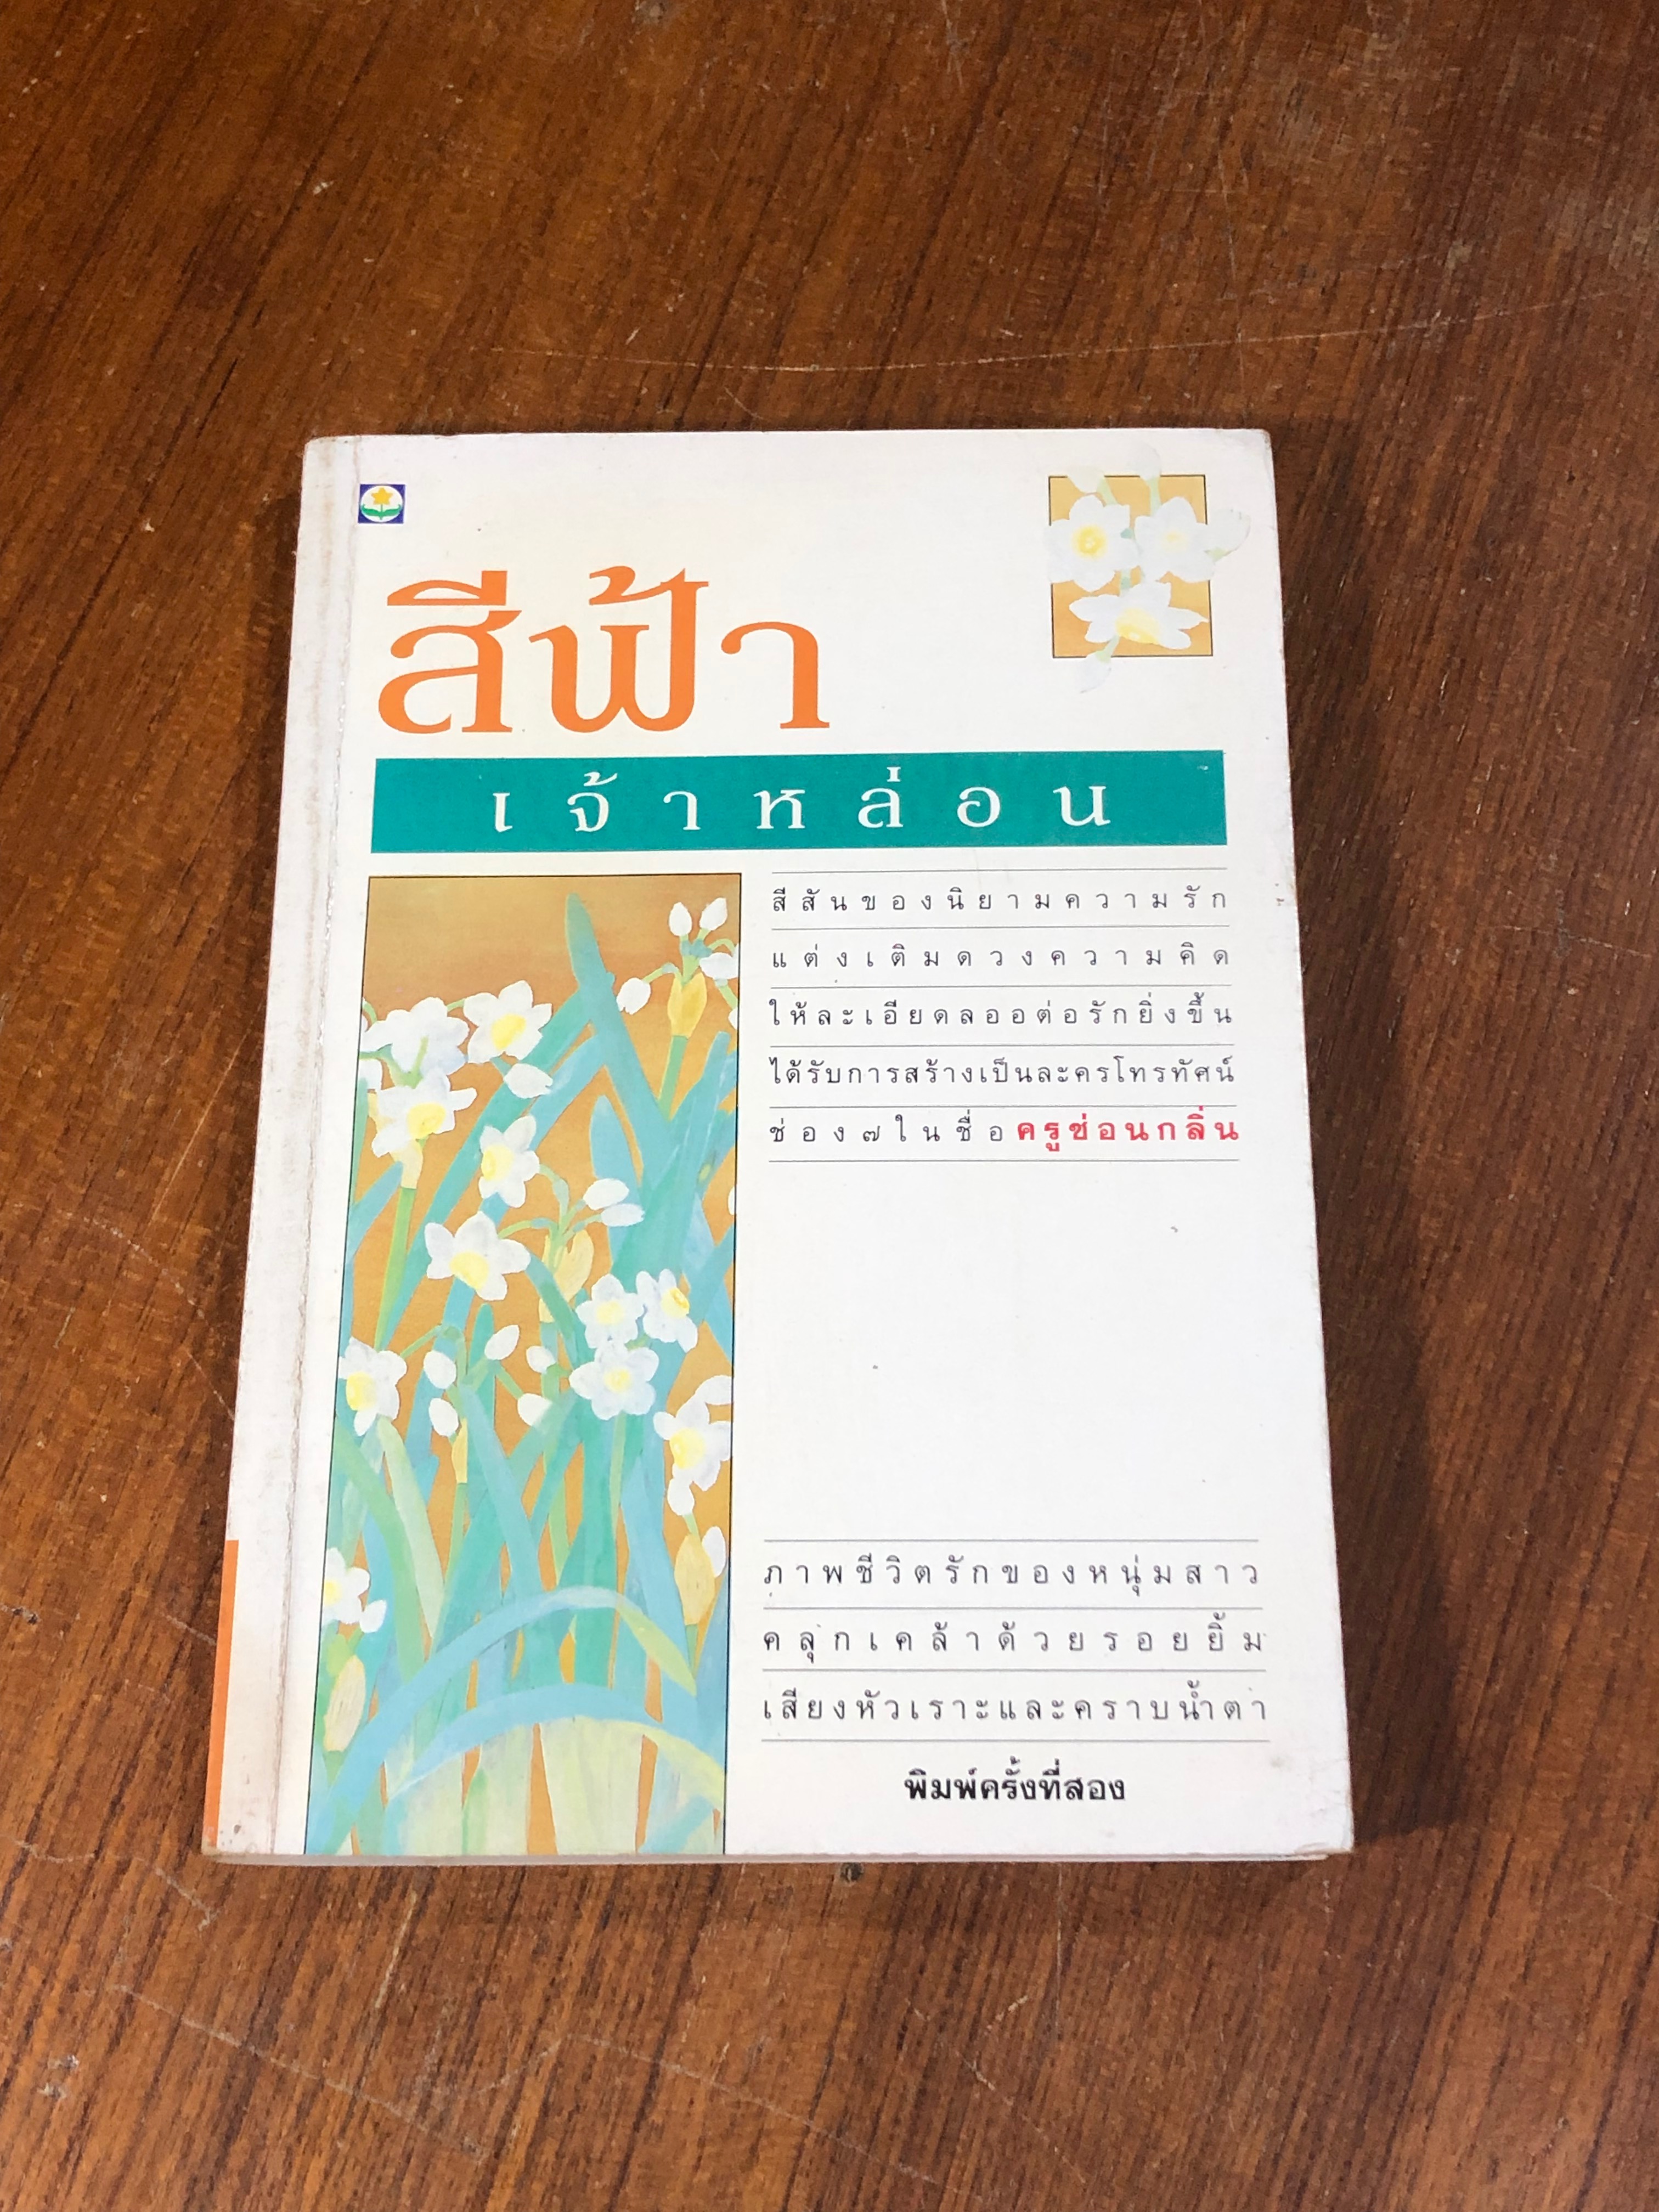 สีฟ้า
เจ้าหล่อน
สีสันของนิยามความรัก
แต่งเติมดวงความคิด
ให้ละเอียดลออต่อรักยิ่งขึ้น
ได้รับการสร้างเป็นละครโทรทัศน์
ช่อง๗ในชื่อครูซ่อนกลิ่น
ภาพชีวิตรักของหนุ่มสาว
คลุกเคล้าด้วยรอยยิ้ม
เสียงหัวเราะและคราบน้ำตา
พิมพ์ครั้งที่สอง